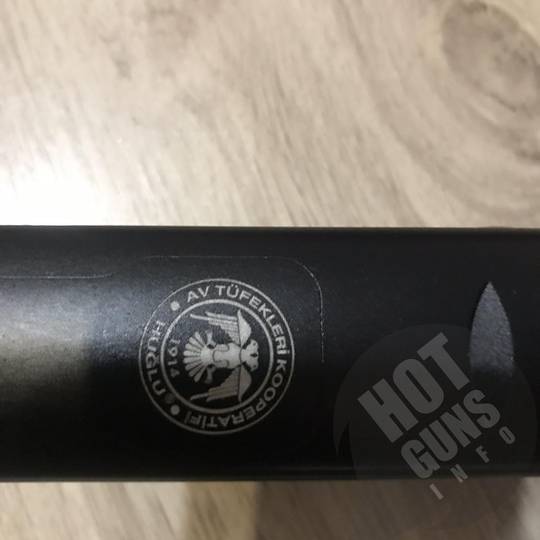 HUĞLU • AV TÜFEKLERİ KOOPERATİFİ •
1914
HOT
GUNS
INFO